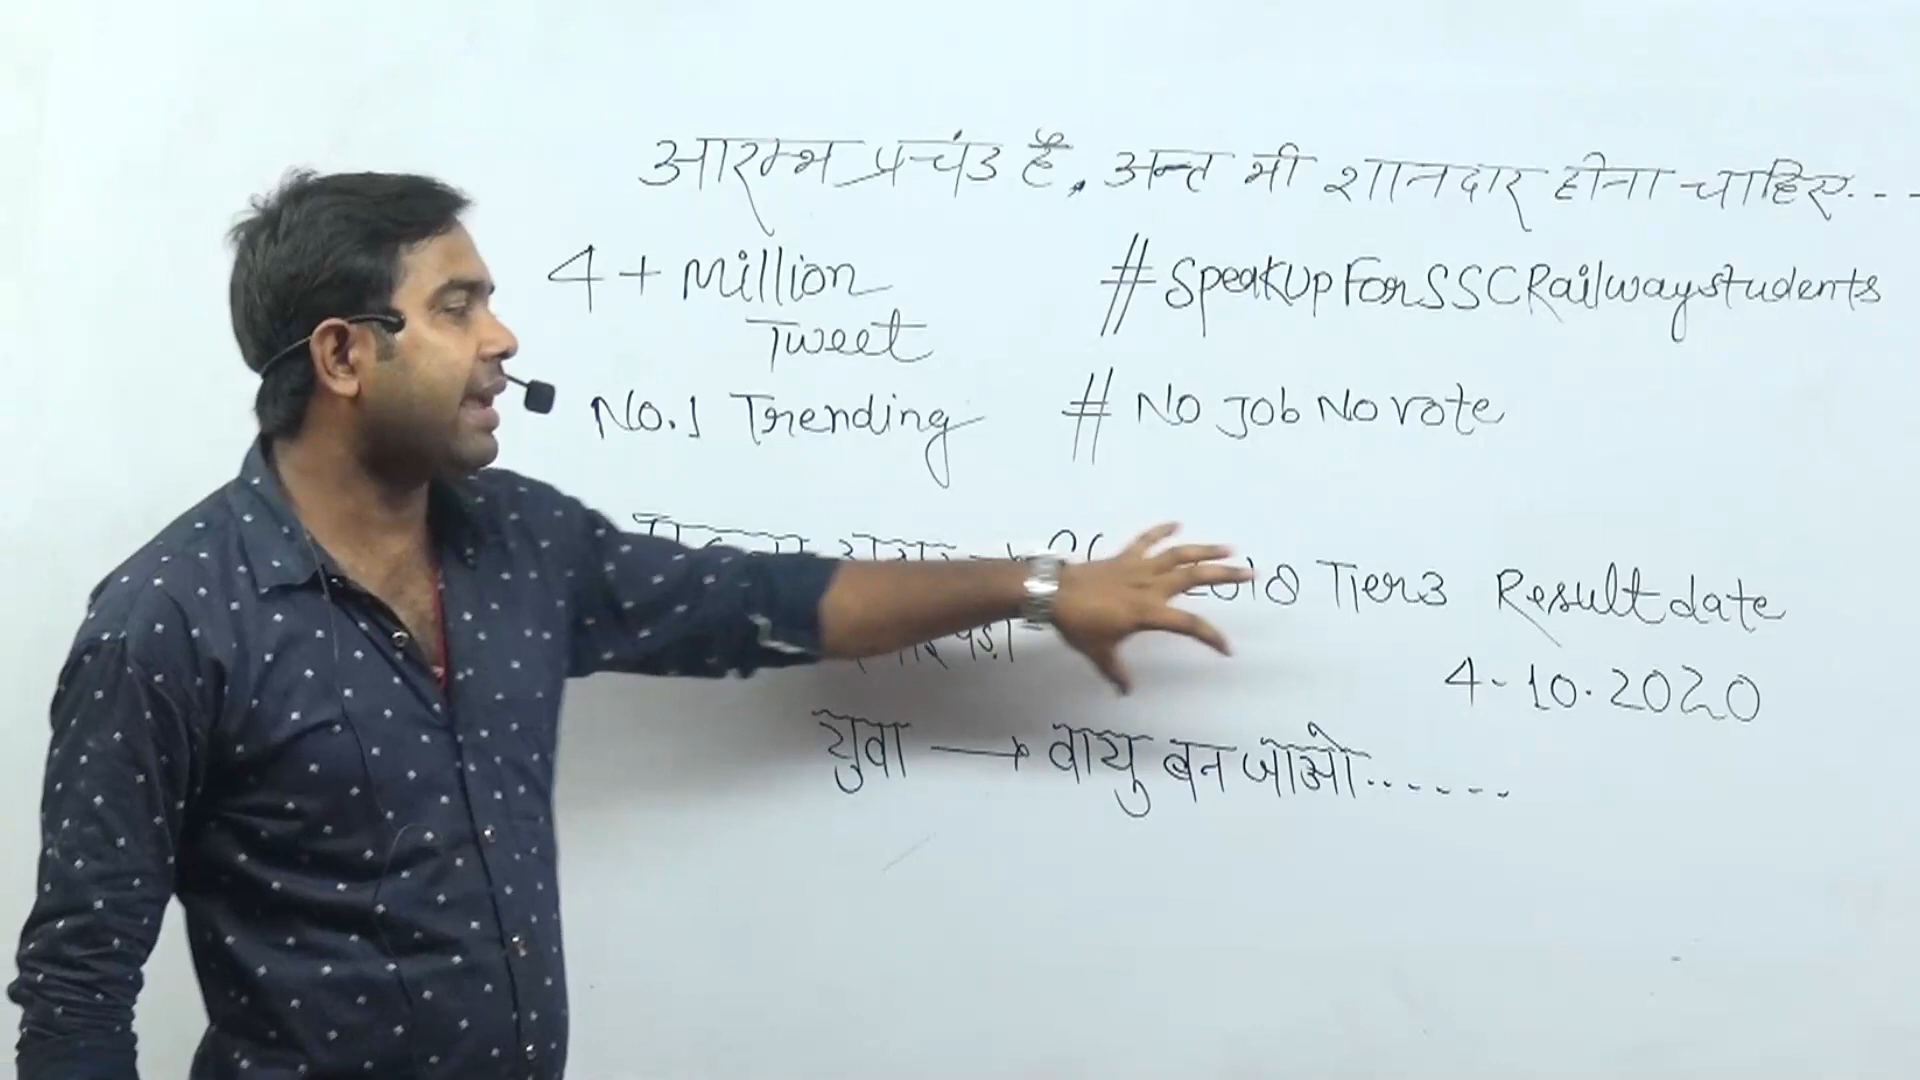 आरम्भ प्रचंड है, अन्त भी शानदार होना चाहिए...
4+ Million #SpeakUpForSSCRailwaystudents
Tweet
No.1 Trending # No Job No vote
2018 Tier3 Result date
4-10.2020
युवा → वायु बन जाओ......